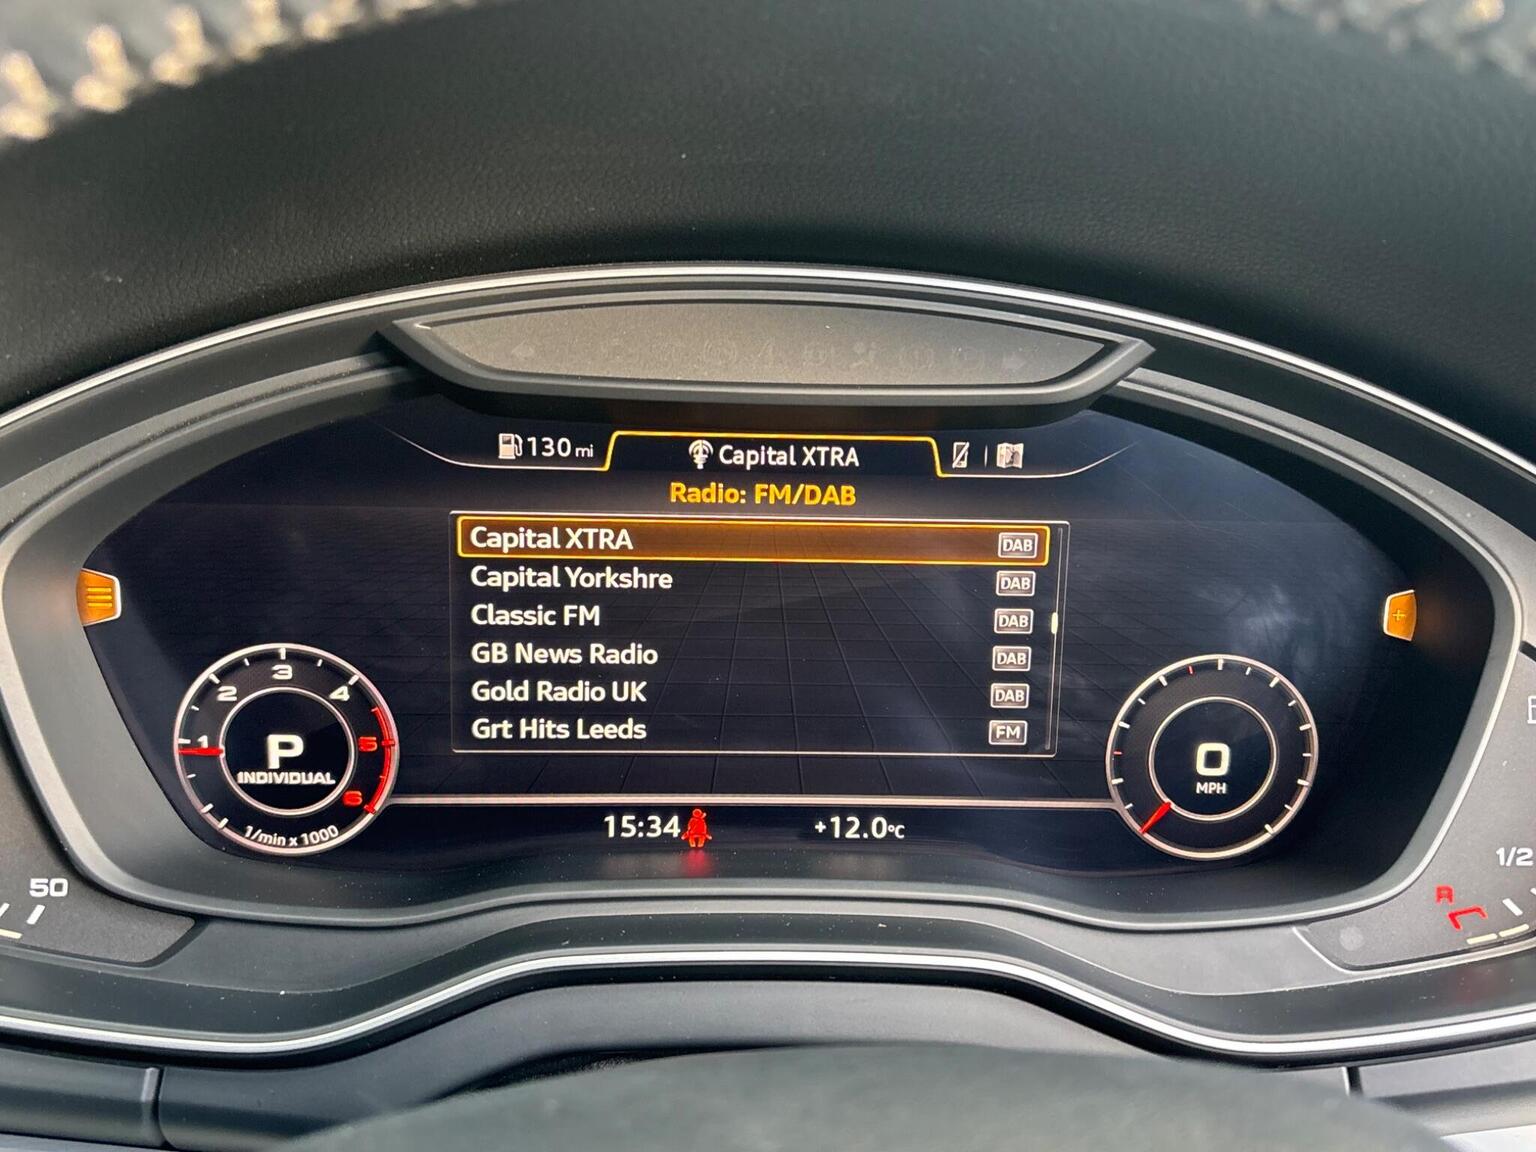 130 mi
Capital XTRA
Radio: FM/DAB
Capital XTRA DAB
Capital Yorkshre DAB
Classic FM DAB
GB News Radio DAB
Gold Radio UK DAB
Grt Hits Leeds FM
1 2 3 4 5 6
P
INDIVIDUAL
1/min x 1000
0
MPH
15:34 +12.0°C
50
1/2
R